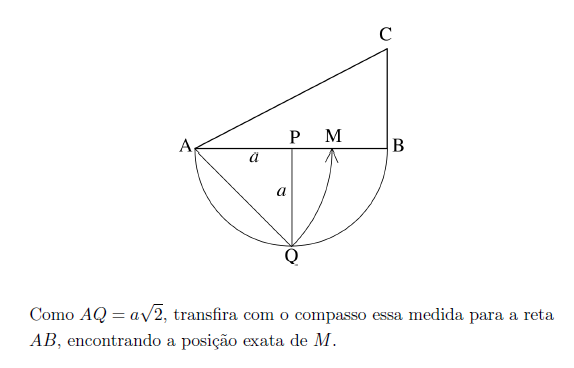 C
A
P
M
B
a
a
Q
Como AQ = a√2, transfira com o compasso essa medida para a reta
AB, encontrando a posição exata de M.